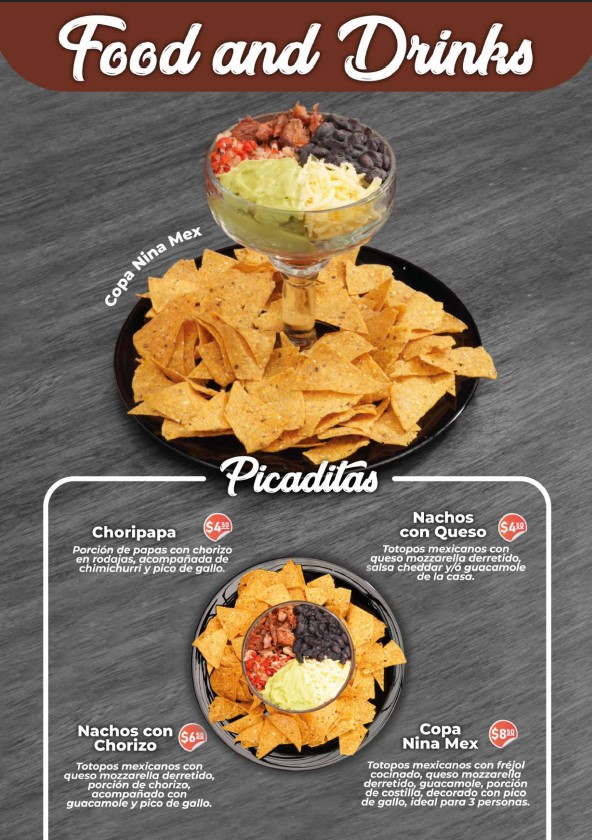 Food and Drinks
Copa Nina Mex
Picaditas
Choripapa
$4.50
Porción de papas con chorizo
en rodajas, acompañada de
chimichurri y pico de gallo.
Nachos
con Queso
$4.50
Totopos mexicanos con
queso mozzarella derretido,
salsa cheddar y/ó guacamole
de la casa.
Nachos con
Chorizo
$6.50
Totopos mexicanos con
queso mozzarella derretido,
porción de chorizo,
acompañado con
guacamole y pico de gallo.
Copa
Nina Mex
$8.50
Totopos mexicanos con fréjol
cocinado, queso mozzarella
derretido, guacamole, porción
de costilla, decorado con pico
de gallo, ideal para 3 personas.